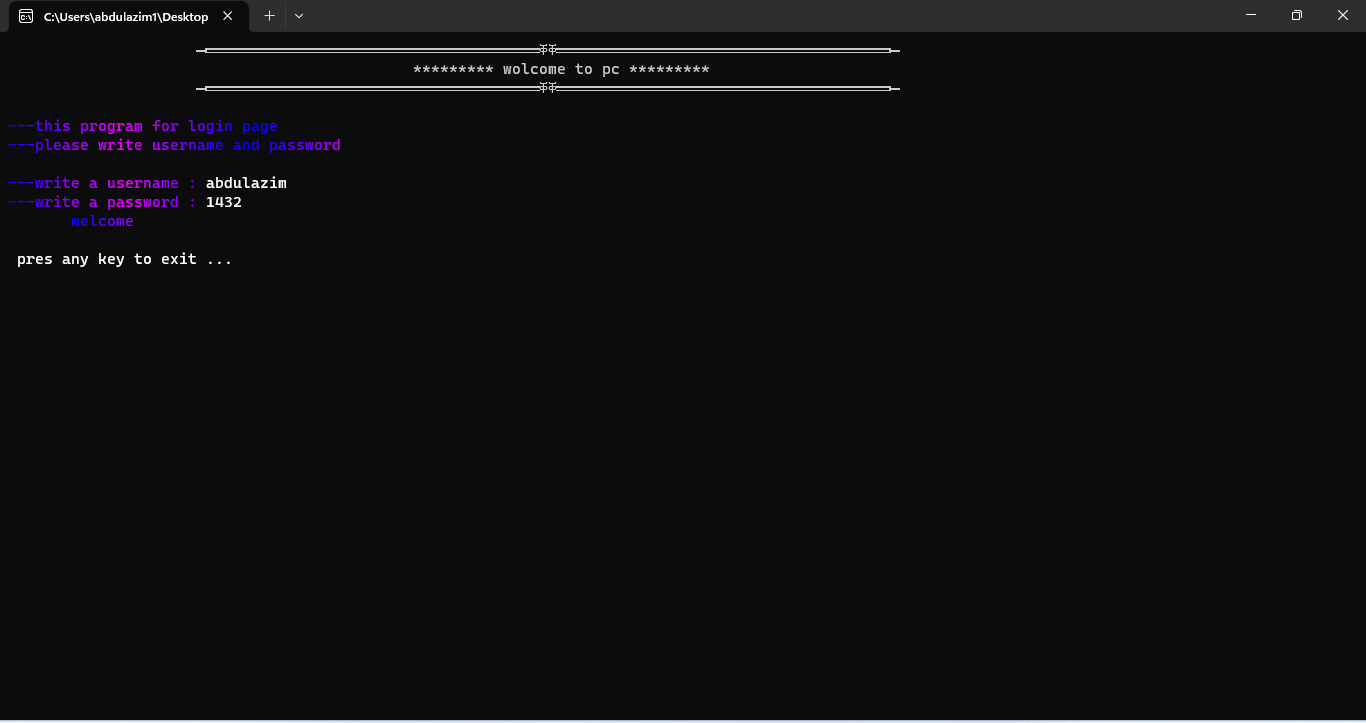 C:\Users\abdulazim1\Desktop
********* wolcome to pc *********
---this program for login page
---please write username and password
---write a username : abdulazim
---write a password : 1432
welcome
pres any key to exit ...